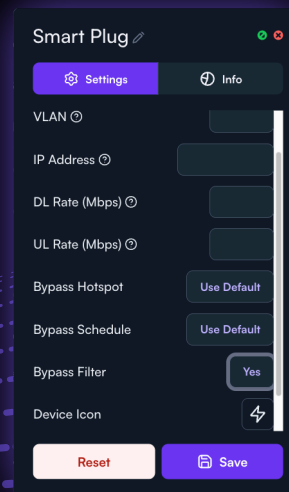 Smart Plug
Settings
Info
VLAN
IP Address
DL Rate (Mbps)
UL Rate (Mbps)
Bypass Hotspot
Use Default
Bypass Schedule
Use Default
Bypass Filter
Yes
Device Icon
Reset
Save